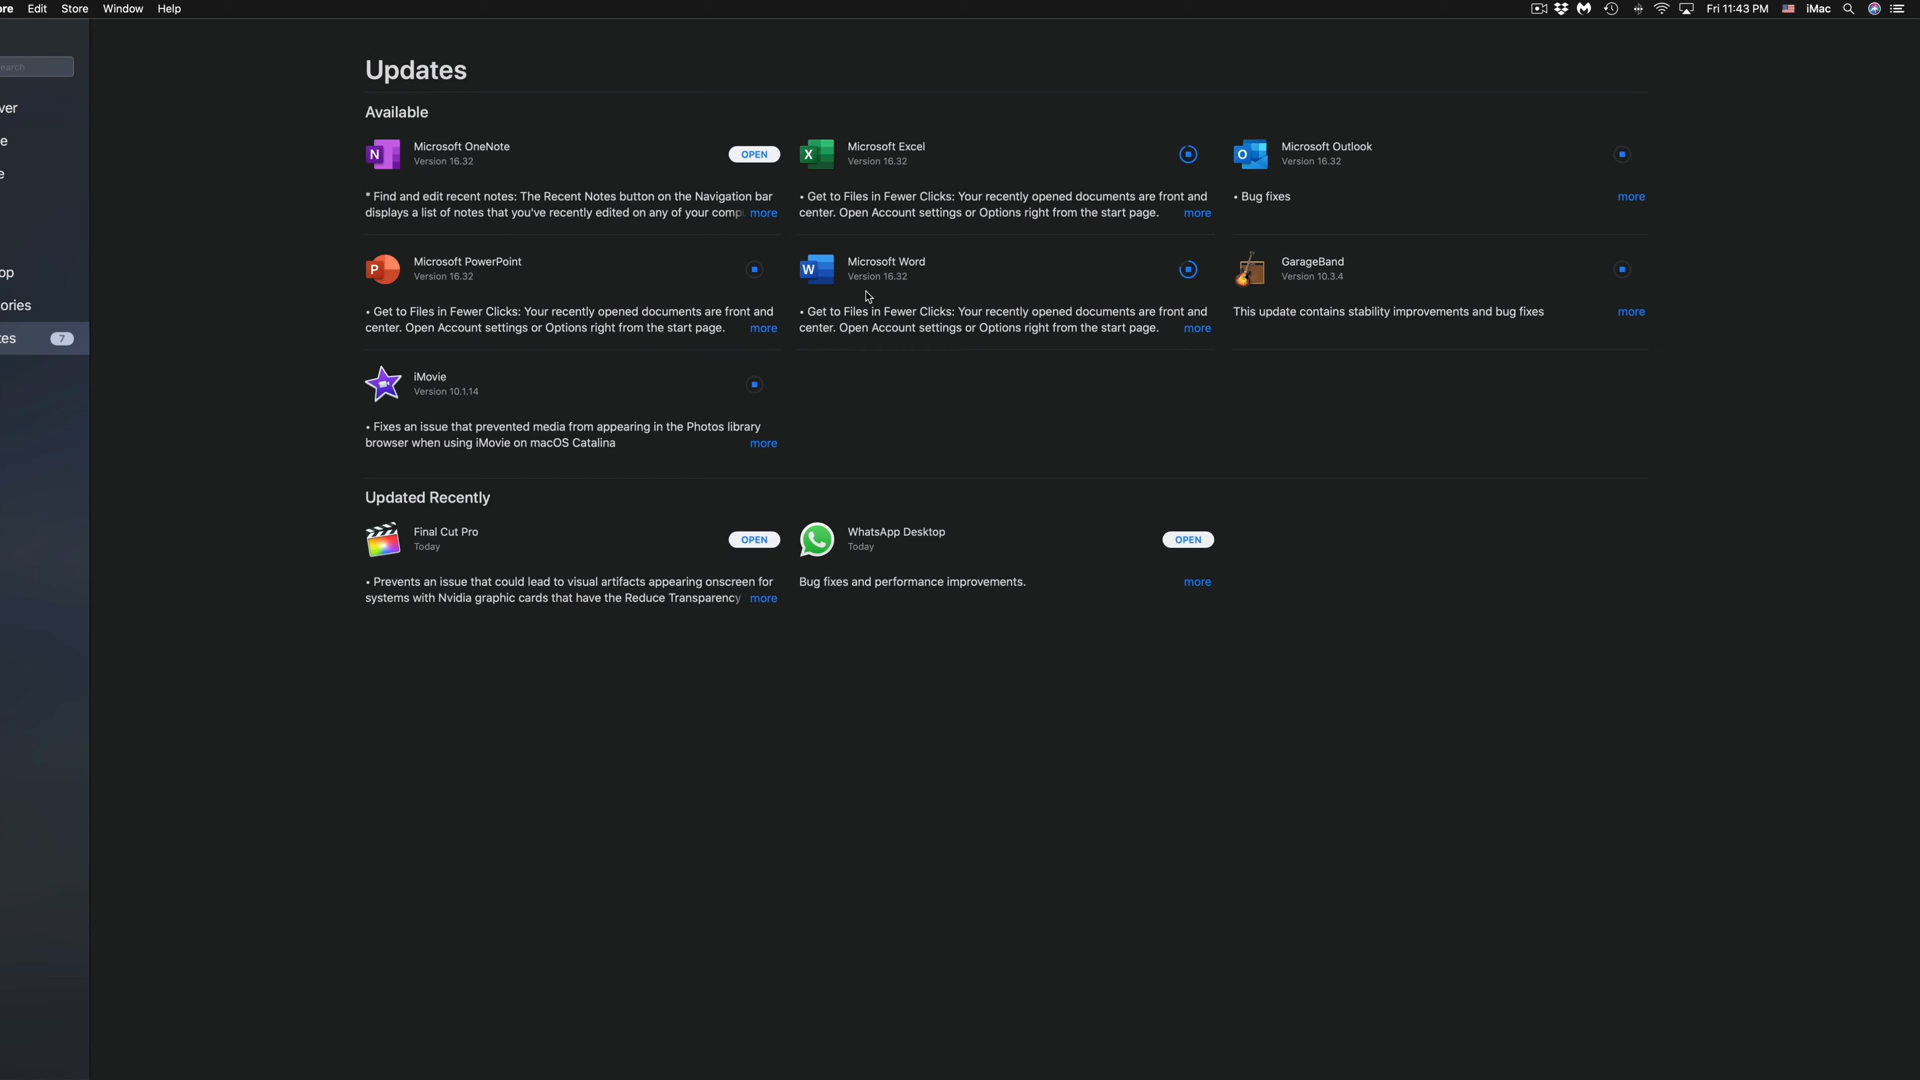 ore Edit Store Window Help Fri 11:43 PM iMac
earch
ver
e
e
op
ories
tes 7
Updates
Available
Microsoft OneNote
Version 16.32
OPEN
* Find and edit recent notes: The Recent Notes button on the Navigation bar
displays a list of notes that you've recently edited on any of your comp more
Microsoft Excel
Version 16.32
• Get to Files in Fewer Clicks: Your recently opened documents are front and
center. Open Account settings or Options right from the start page. more
Microsoft Outlook
Version 16.32
• Bug fixes more
Microsoft PowerPoint
Version 16.32
• Get to Files in Fewer Clicks: Your recently opened documents are front and
center. Open Account settings or Options right from the start page. more
Microsoft Word
Version 16.32
• Get to Files in Fewer Clicks: Your recently opened documents are front and
center. Open Account settings or Options right from the start page. more
GarageBand
Version 10.3.4
This update contains stability improvements and bug fixes more
iMovie
Version 10.1.14
• Fixes an issue that prevented media from appearing in the Photos library
browser when using iMovie on macOS Catalina more
Updated Recently
Final Cut Pro
Today
OPEN
• Prevents an issue that could lead to visual artifacts appearing onscreen for
systems with Nvidia graphic cards that have the Reduce Transparency more
WhatsApp Desktop
Today
OPEN
Bug fixes and performance improvements. more